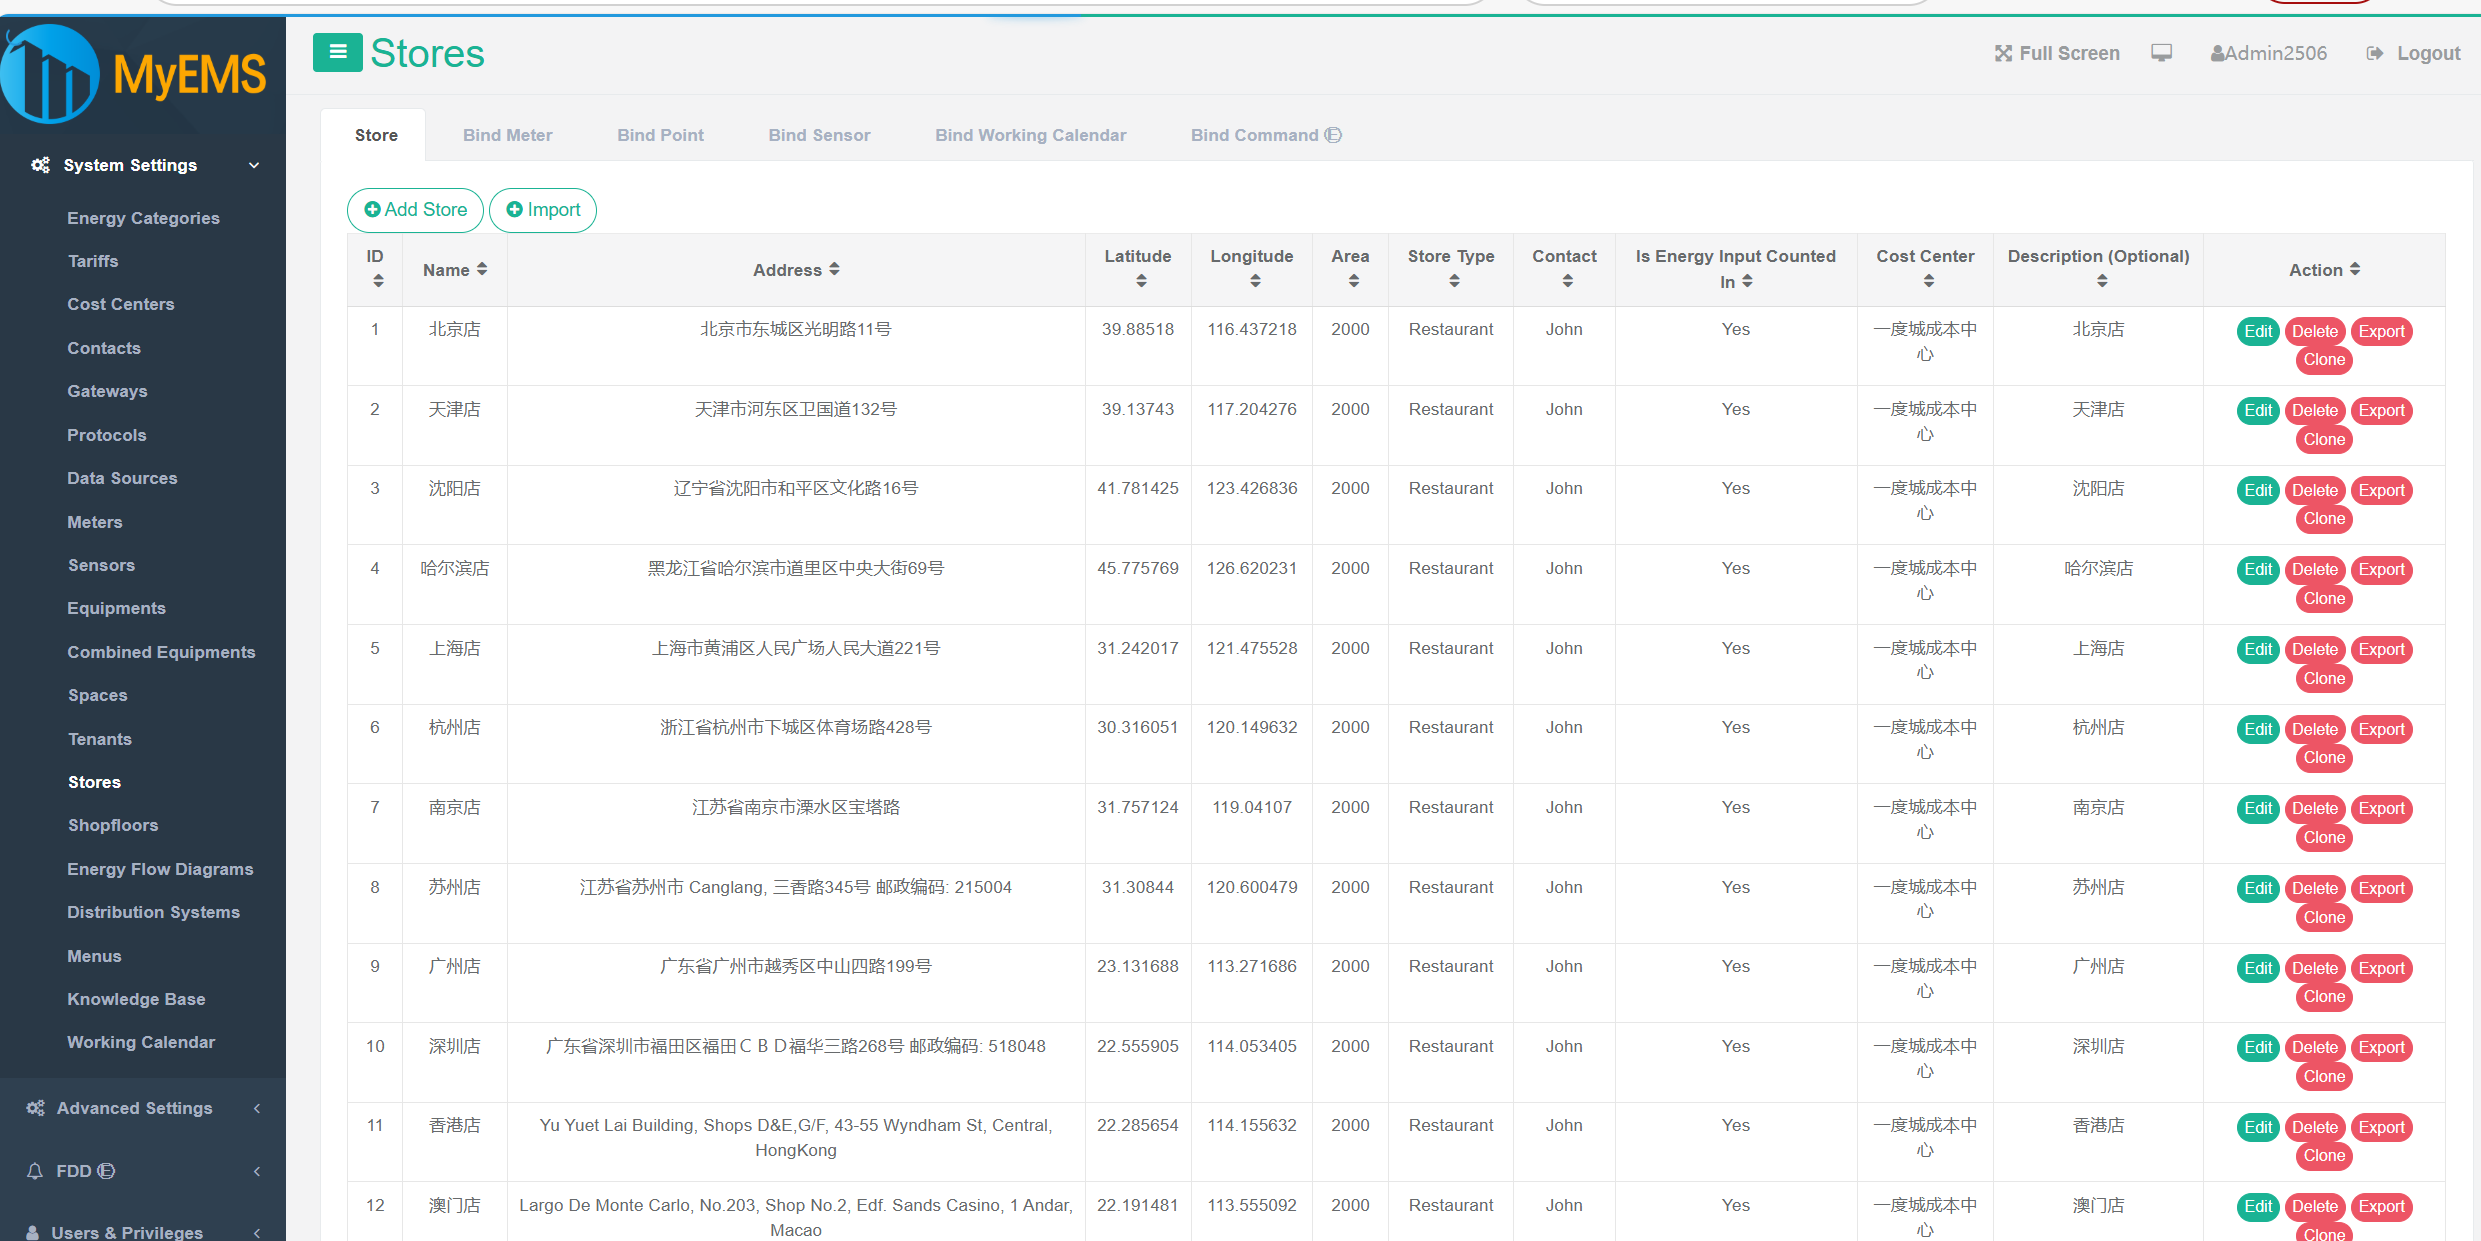 MyEMS
System Settings
Energy Categories
Tariffs
Cost Centers
Contacts
Gateways
Protocols
Data Sources
Meters
Sensors
Equipments
Combined Equipments
Spaces
Tenants
Stores
Shopfloors
Energy Flow Diagrams
Distribution Systems
Menus
Knowledge Base
Working Calendar
Advanced Settings
FDD Ⓔ
Users & Privileges
Stores
Full Screen Admin2506 Logout
Store Bind Meter Bind Point Bind Sensor Bind Working Calendar Bind Command Ⓔ
Add Store Import
ID Name Address Latitude Longitude Area Store Type Contact Is Energy Input Counted In Cost Center Description (Optional) Action
1 北京店 北京市东城区光明路11号 39.88518 116.437218 2000 Restaurant John Yes 一度城成本中心 北京店 Edit Delete Export Clone
2 天津店 天津市河东区卫国道132号 39.13743 117.204276 2000 Restaurant John Yes 一度城成本中心 天津店 Edit Delete Export Clone
3 沈阳店 辽宁省沈阳市和平区文化路16号 41.781425 123.426836 2000 Restaurant John Yes 一度城成本中心 沈阳店 Edit Delete Export Clone
4 哈尔滨店 黑龙江省哈尔滨市道里区中央大街69号 45.775769 126.620231 2000 Restaurant John Yes 一度城成本中心 哈尔滨店 Edit Delete Export Clone
5 上海店 上海市黄浦区人民广场人民大道221号 31.242017 121.475528 2000 Restaurant John Yes 一度城成本中心 上海店 Edit Delete Export Clone
6 杭州店 浙江省杭州市下城区体育场路428号 30.316051 120.149632 2000 Restaurant John Yes 一度城成本中心 杭州店 Edit Delete Export Clone
7 南京店 江苏省南京市溧水区宝塔路 31.757124 119.04107 2000 Restaurant John Yes 一度城成本中心 南京店 Edit Delete Export Clone
8 苏州店 江苏省苏州市 Canglang, 三香路345号 邮政编码: 215004 31.30844 120.600479 2000 Restaurant John Yes 一度城成本中心 苏州店 Edit Delete Export Clone
9 广州店 广东省广州市越秀区中山四路199号 23.131688 113.271686 2000 Restaurant John Yes 一度城成本中心 广州店 Edit Delete Export Clone
10 深圳店 广东省深圳市福田区福田ＣＢＤ福华三路268号 邮政编码: 518048 22.555905 114.053405 2000 Restaurant John Yes 一度城成本中心 深圳店 Edit Delete Export Clone
11 香港店 Yu Yuet Lai Building, Shops D&E,G/F, 43-55 Wyndham St, Central, HongKong 22.285654 114.155632 2000 Restaurant John Yes 一度城成本中心 香港店 Edit Delete Export Clone
12 澳门店 Largo De Monte Carlo, No.203, Shop No.2, Edf. Sands Casino, 1 Andar, Macao 22.191481 113.555092 2000 Restaurant John Yes 一度城成本中心 澳门店 Edit Delete Export Clone